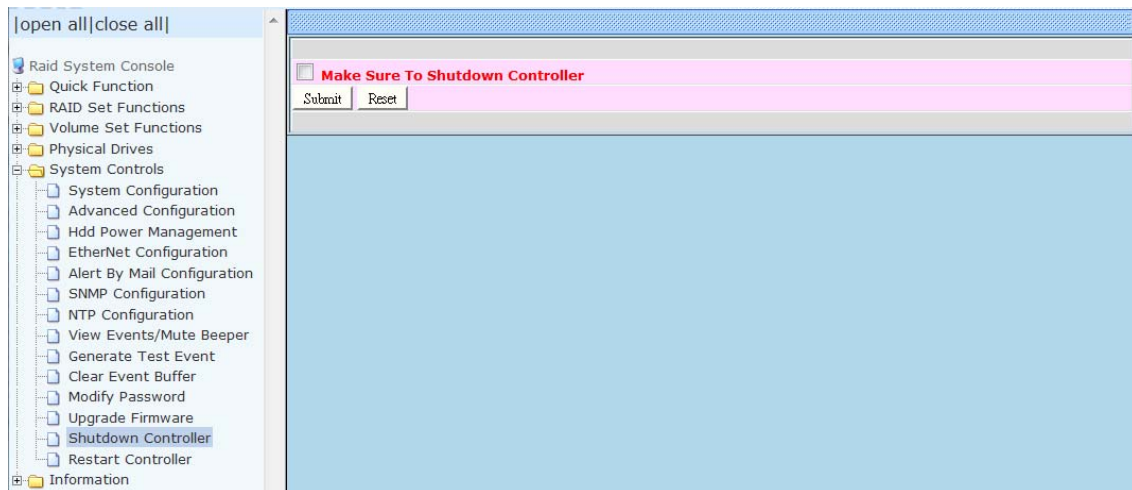 |open all|close all|
Raid System Console
Quick Function
RAID Set Functions
Volume Set Functions
Physical Drives
System Controls
System Configuration
Advanced Configuration
Hdd Power Management
EtherNet Configuration
Alert By Mail Configuration
SNMP Configuration
NTP Configuration
View Events/Mute Beeper
Generate Test Event
Clear Event Buffer
Modify Password
Upgrade Firmware
Shutdown Controller
Restart Controller
Information
Make Sure To Shutdown Controller
Submit Reset